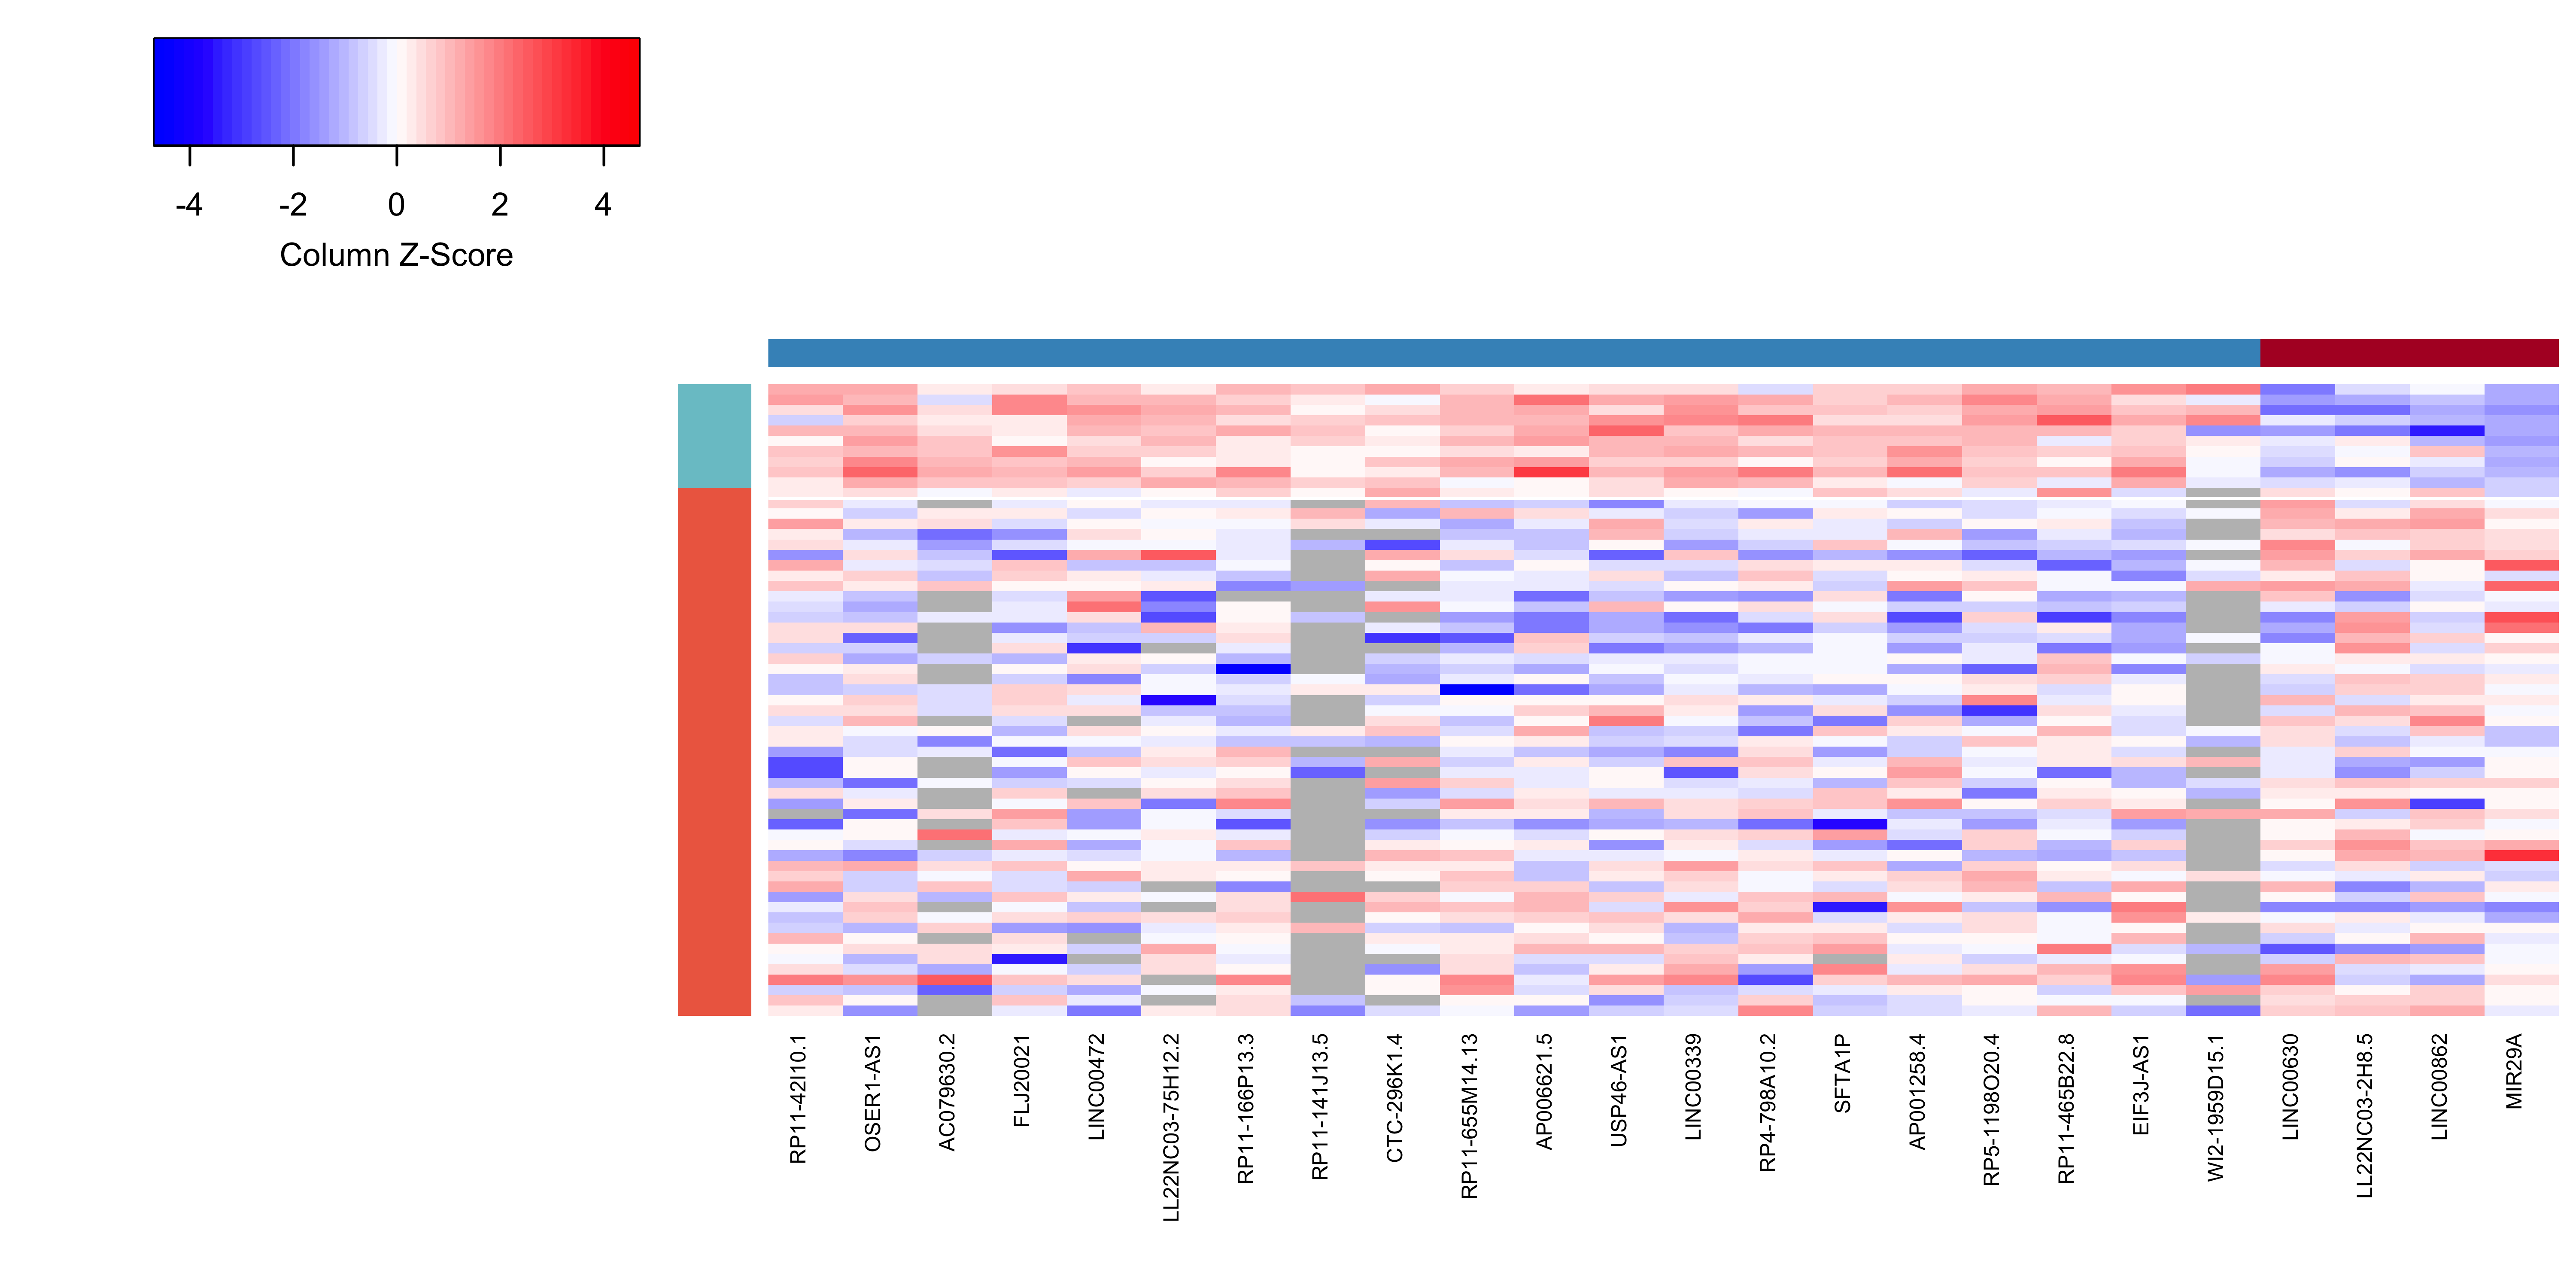 -4 -2 0 2 4
Column Z-Score
RP11-42I10.1
OSER1-AS1
AC079630.2
FLJ20021
LINC00472
LL22NC03-75H12.2
RP11-166P13.3
RP11-141J13.5
CTC-296K1.4
RP11-655M14.13
AP006621.5
USP46-AS1
LINC00339
RP4-798A10.2
SFTA1P
AP001258.4
RP5-1198O20.4
RP11-465B22.8
EIF3J-AS1
WI2-1959D15.1
LINC00630
LL22NC03-2H8.5
LINC00862
MIR29A